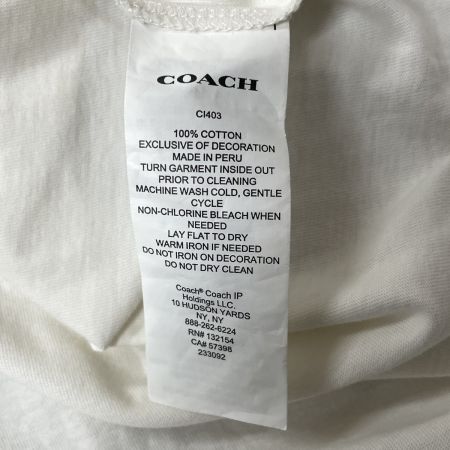 COACH
CI403
100% COTTON
EXCLUSIVE OF DECORATION
MADE IN PERU
TURN GARMENT INSIDE OUT
PRIOR TO CLEANING
MACHINE WASH COLD, GENTLE
CYCLE
NON-CHLORINE BLEACH WHEN
NEEDED
LAY FLAT TO DRY
WARM IRON IF NEEDED
DO NOT IRON ON DECORATION
DO NOT DRY CLEAN
Coach® Coach IP
Holdings LLC.
10 HUDSON YARDS
NY, NY
888-262-6224
RN# 132154
CA# 57398
233092